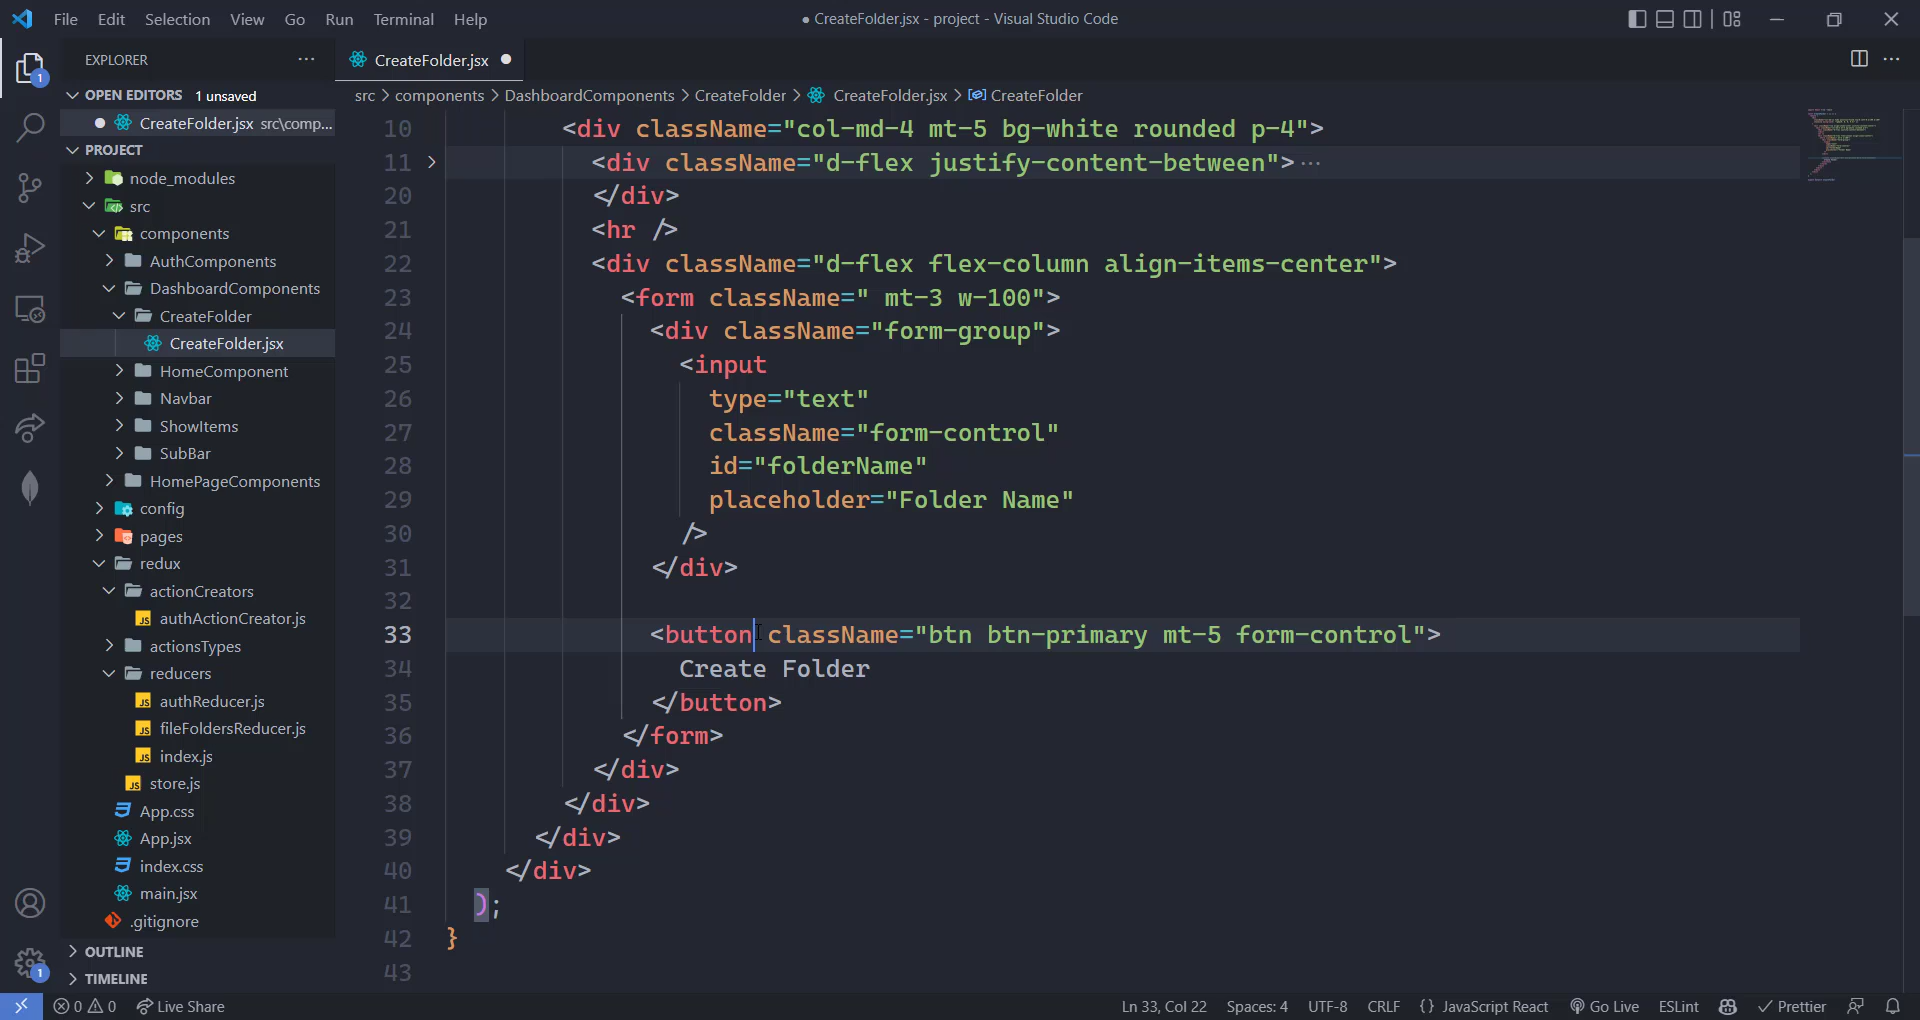 File Edit Selection View Go Run Terminal Help
● CreateFolder.jsx - project - Visual Studio Code
EXPLORER
OPEN EDITORS 1 unsaved
CreateFolder.jsx src\comp...
PROJECT
node_modules
src
components
AuthComponents
DashboardComponents
CreateFolder
CreateFolder.jsx
HomeComponent
Navbar
ShowItems
SubBar
HomePageComponents
config
pages
redux
actionCreators
authActionCreator.js
actionsTypes
reducers
authReducer.js
fileFoldersReducer.js
index.js
store.js
App.css
App.jsx
index.css
main.jsx
.gitignore
OUTLINE
TIMELINE
CreateFolder.jsx
src > components > DashboardComponents > CreateFolder > CreateFolder.jsx > CreateFolder
10 <div className="col-md-4 mt-5 bg-white rounded p-4">
11 <div className="d-flex justify-content-between">···
20 </div>
21 <hr />
22 <div className="d-flex flex-column align-items-center">
23 <form className=" mt-3 w-100">
24 <div className="form-group">
25 <input
26 type="text"
27 className="form-control"
28 id="folderName"
29 placeholder="Folder Name"
30 />
31 </div>
32
33 <button className="btn btn-primary mt-5 form-control">
34 Create Folder
35 </button>
36 </form>
37 </div>
38 </div>
39 </div>
40 </div>
41 );
42 }
43
1
1
0 0 Live Share Ln 33, Col 22 Spaces: 4 UTF-8 CRLF {} JavaScript React Go Live ESLint Prettier